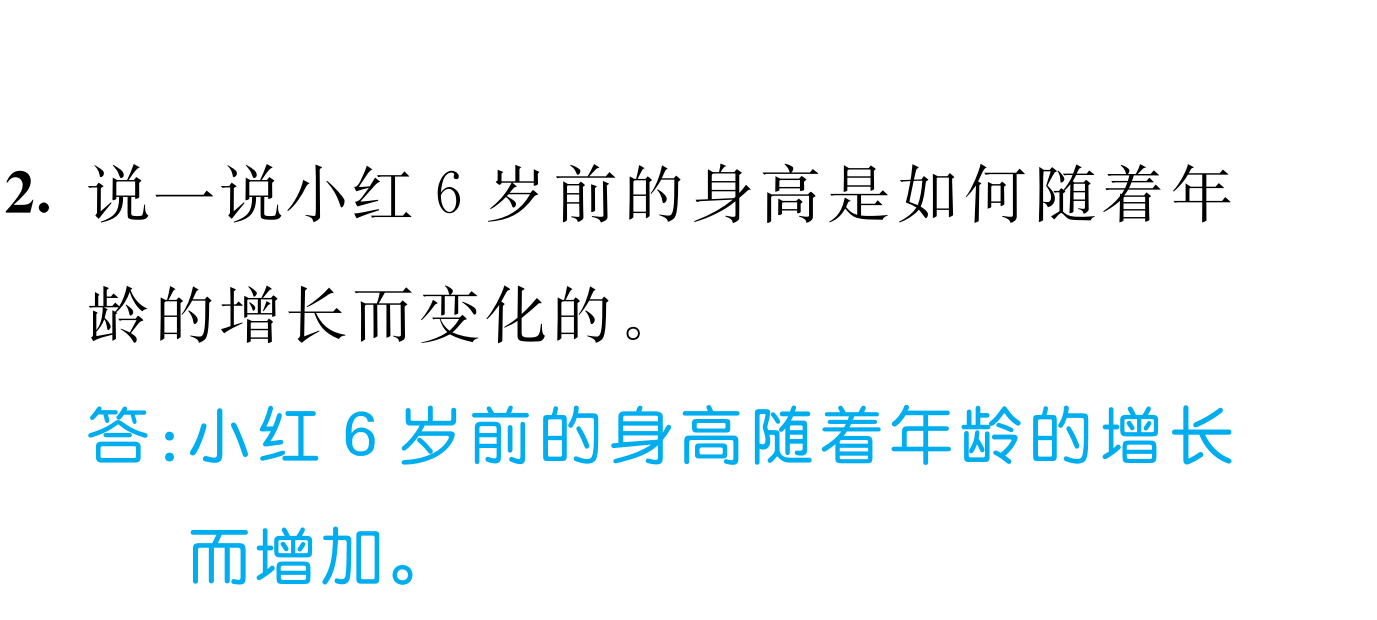 2. 说一说小红 6 岁前的身高是如何随着年
龄的增长而变化的。
答:小红 6 岁前的身高随着年龄的增长
而增加。